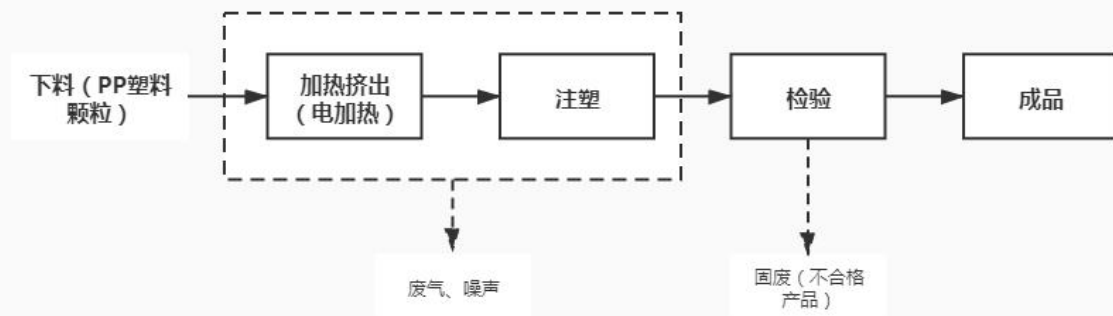 下料（PP塑料
颗粒）
加热挤出
（电加热）
注塑
检验
成品
废气、噪声
固废（不合格
产品）